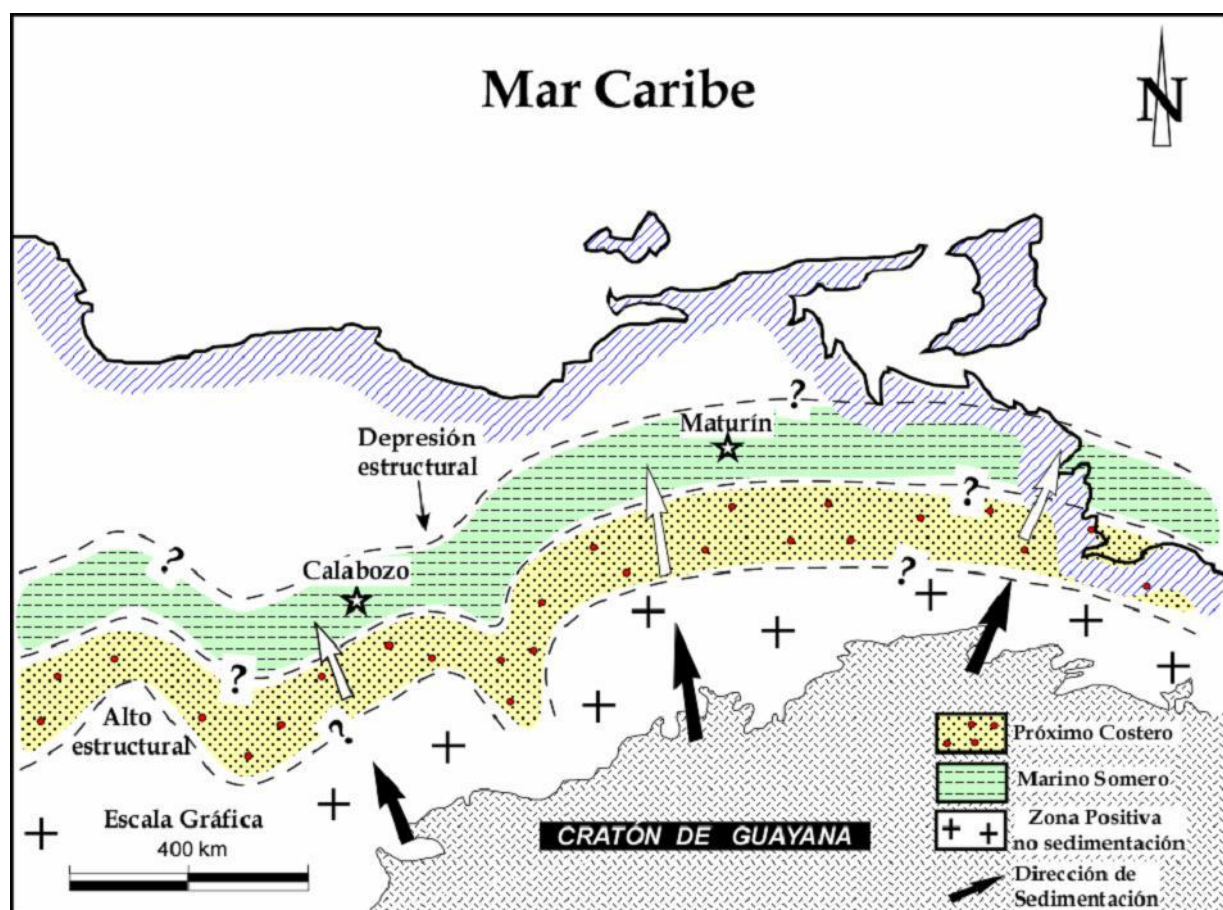 Mar Caribe
N
?
Maturín
Depresión
estructural
?
?
Calabozo
?
?
?
Alto
estructural
Próximo Costero
Marino Somero
Zona Positiva
no sedimentación
Dirección de
Sedimentación
Escala Gráfica
400 km
CRATÓN DE GUAYANA